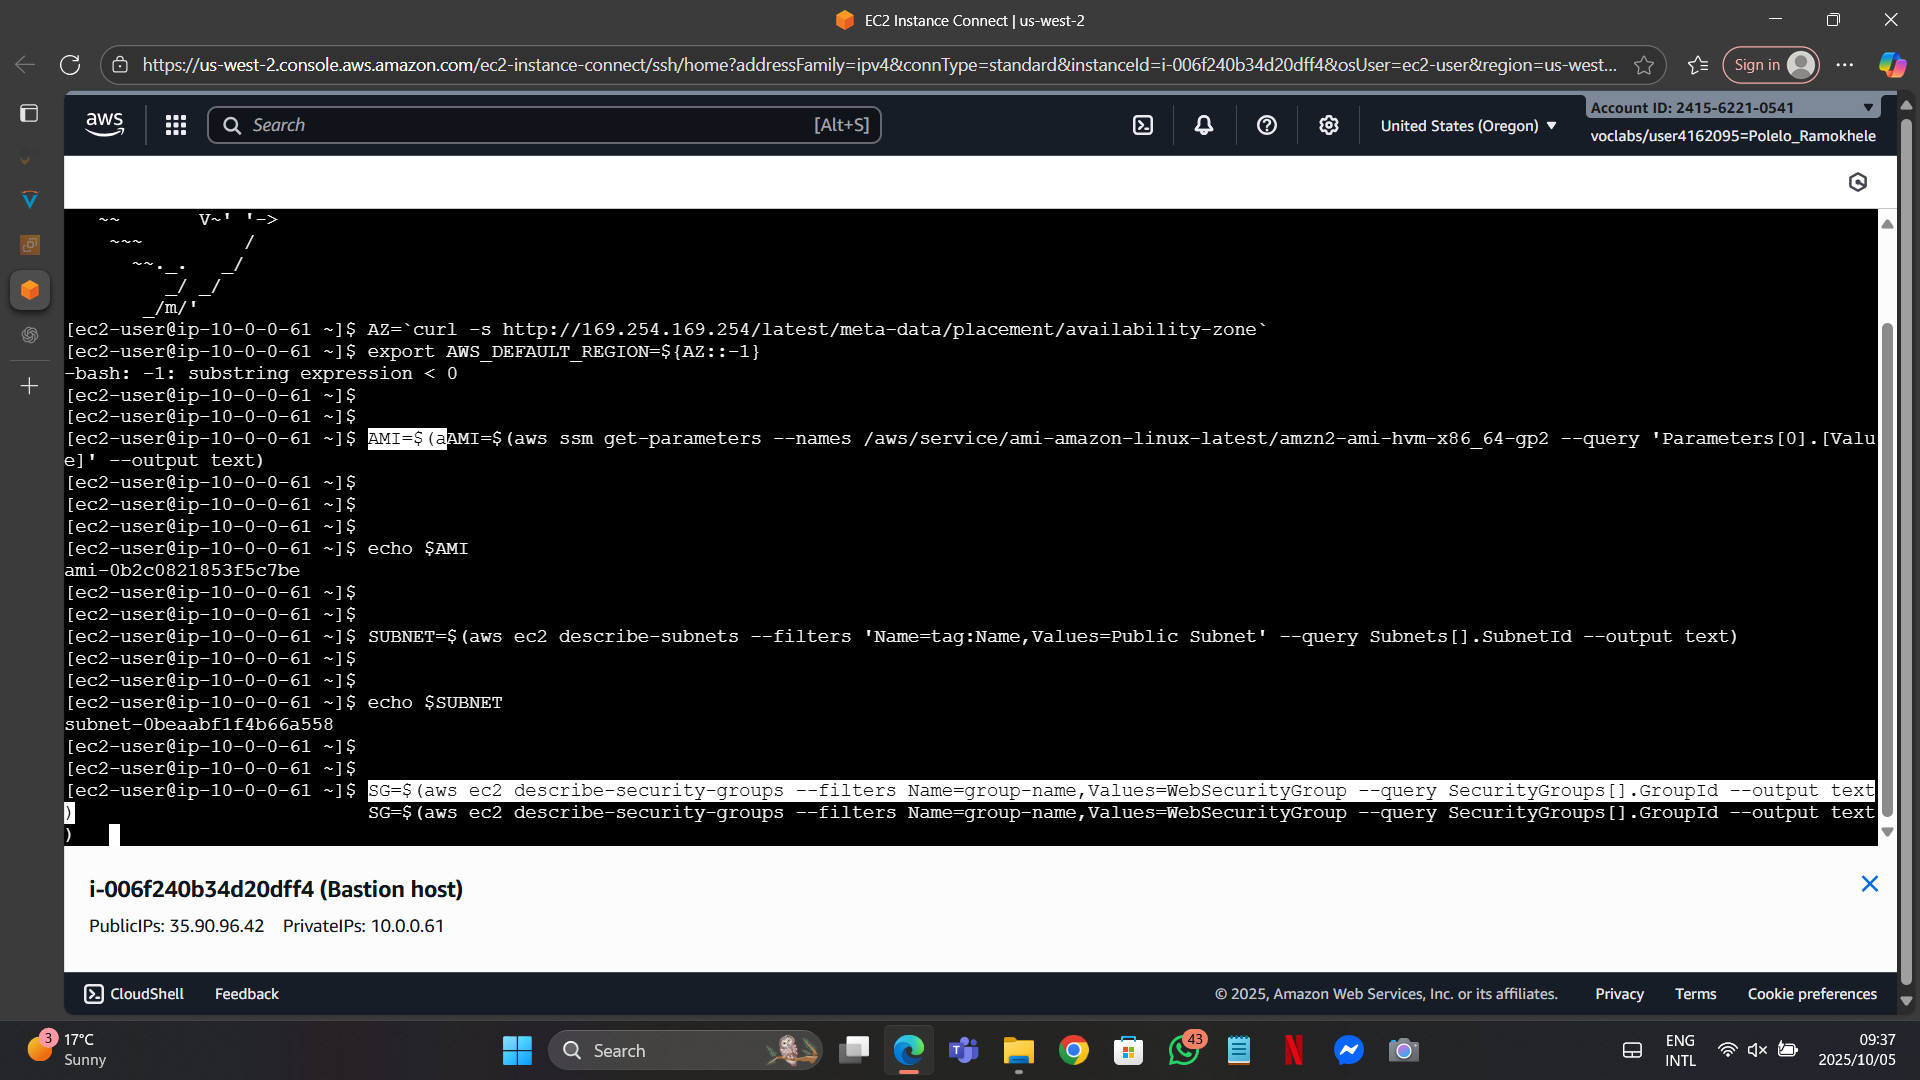 EC2 Instance Connect | us-west-2
https://us-west-2.console.aws.amazon.com/ec2-instance-connect/ssh/home?addressFamily=ipv4&connType=standard&instanceId=i-006f240b34d20dff4&osUser=ec2-user&region=us-west...
Sign in
aws
Search [Alt+S]
United States (Oregon)
Account ID: 2415-6221-0541
voclabs/user4162095=Polelo_Ramokhele
~~       V~' '->
~~~         /
~~._.   _/
_/ _/
_/m/'
[ec2-user@ip-10-0-0-61 ~]$ AZ=`curl -s http://169.254.169.254/latest/meta-data/placement/availability-zone`
[ec2-user@ip-10-0-0-61 ~]$ export AWS_DEFAULT_REGION=${AZ::-1}
-bash: -1: substring expression < 0
[ec2-user@ip-10-0-0-61 ~]$
[ec2-user@ip-10-0-0-61 ~]$
[ec2-user@ip-10-0-0-61 ~]$ AMI=$(aAMI=$(aws ssm get-parameters --names /aws/service/ami-amazon-linux-latest/amzn2-ami-hvm-x86_64-gp2 --query 'Parameters[0].[Valu
e]' --output text)
[ec2-user@ip-10-0-0-61 ~]$
[ec2-user@ip-10-0-0-61 ~]$
[ec2-user@ip-10-0-0-61 ~]$
[ec2-user@ip-10-0-0-61 ~]$ echo $AMI
ami-0b2c0821853f5c7be
[ec2-user@ip-10-0-0-61 ~]$
[ec2-user@ip-10-0-0-61 ~]$
[ec2-user@ip-10-0-0-61 ~]$ SUBNET=$(aws ec2 describe-subnets --filters 'Name=tag:Name,Values=Public Subnet' --query Subnets[].SubnetId --output text)
[ec2-user@ip-10-0-0-61 ~]$
[ec2-user@ip-10-0-0-61 ~]$
[ec2-user@ip-10-0-0-61 ~]$ echo $SUBNET
subnet-0beaabf1f4b66a558
[ec2-user@ip-10-0-0-61 ~]$
[ec2-user@ip-10-0-0-61 ~]$
[ec2-user@ip-10-0-0-61 ~]$ SG=$(aws ec2 describe-security-groups --filters Name=group-name,Values=WebSecurityGroup --query SecurityGroups[].GroupId --output text
)                          SG=$(aws ec2 describe-security-groups --filters Name=group-name,Values=WebSecurityGroup --query SecurityGroups[].GroupId --output text
)
i-006f240b34d20dff4 (Bastion host)
PublicIPs: 35.90.96.42 PrivateIPs: 10.0.0.61
CloudShell Feedback © 2025, Amazon Web Services, Inc. or its affiliates. Privacy Terms Cookie preferences
3
17°C
Sunny
Search
43
ENG
INTL
09:37
2025/10/05